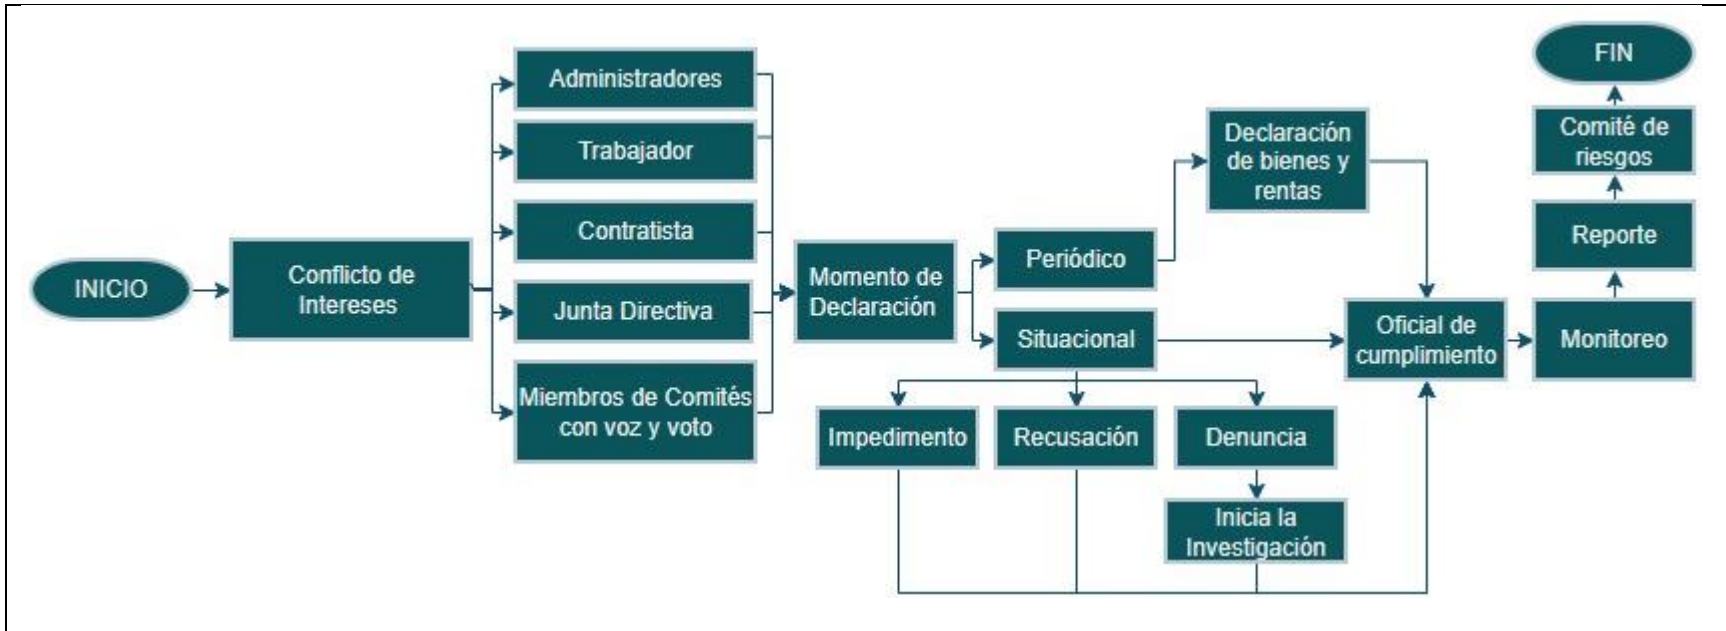 INICIO
Conflicto de
Intereses
Administradores
Trabajador
Contratista
Junta Directiva
Miembros de Comités
con voz y voto
Momento de
Declaración
Periódico
Situacional
Declaración
de bienes y
rentas
Impedimento
Recusación
Denuncia
Inicia la
Investigación
Oficial de
cumplimiento
Monitoreo
Reporte
Comité de
riesgos
FIN